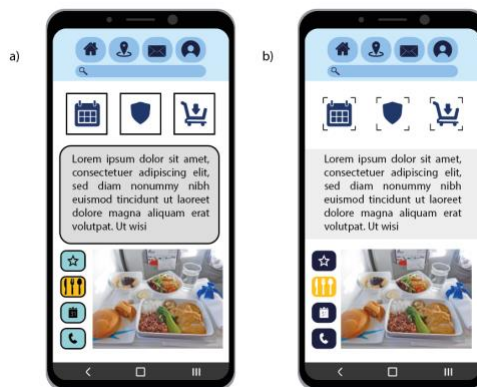 a)
b)
Lorem ipsum dolor sit amet,
consectetuer adipiscing elit,
sed diam nonummy nibh
euismod tincidunt ut laoreet
dolore magna aliquam erat
volutpat. Ut wisi
Lorem ipsum dolor sit amet,
consectetuer adipiscing elit,
sed diam nonummy nibh
euismod tincidunt ut laoreet
dolore magna aliquam erat
volutpat. Ut wisi